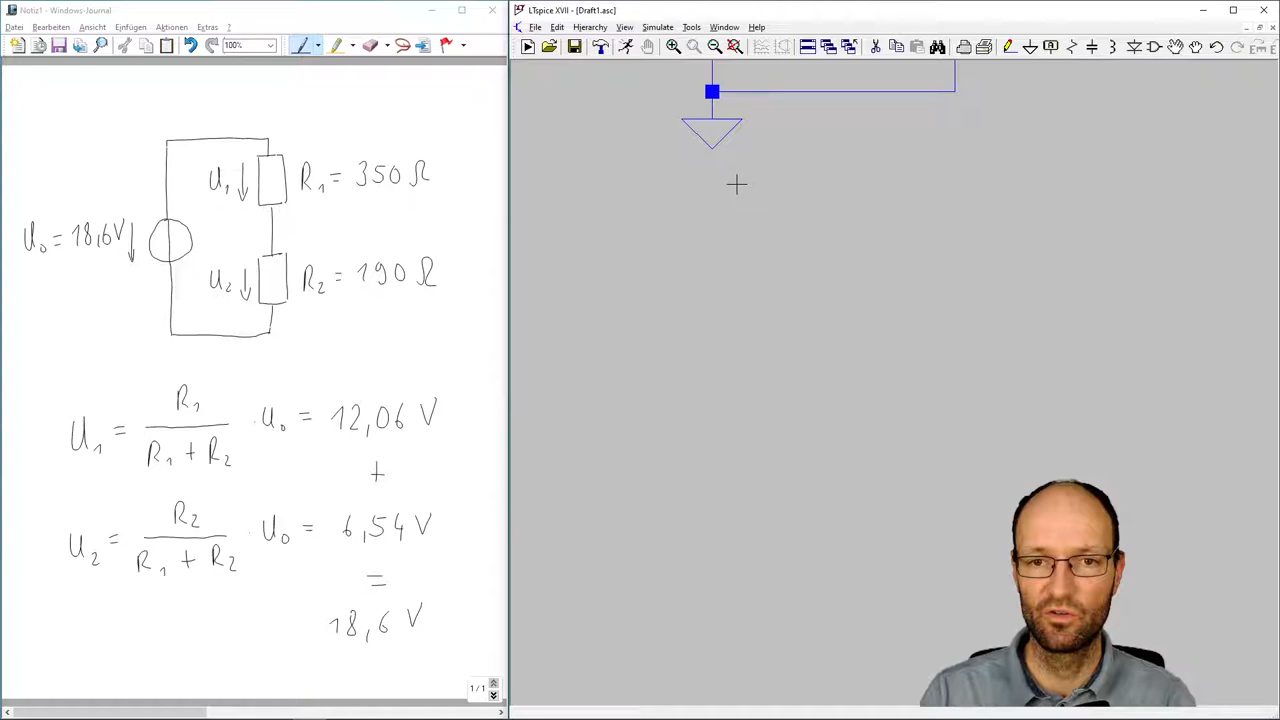 Notiz1 - Windows-Journal
Datei Bearbeiten Ansicht Einfügen Aktionen Extras ?
100%
U₁ R₁ = 350 Ω
U₀ = 18,6V
U₂ R₂ = 190 Ω
U₁ = R₁ / (R₁ + R₂) · U₀ = 12,06 V
+
U₂ = R₂ / (R₁ + R₂) · U₀ = 6,54 V
=
18,6 V
1/1
LTspice XVII - [Draft1.asc]
File Edit Hierarchy View Simulate Tools Window Help